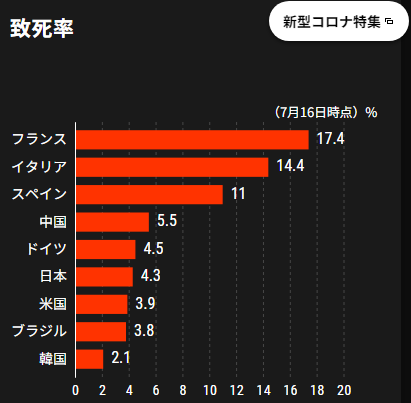 致死率
新型コロナ特集
（7月16日時点）%
フランス 17.4
イタリア 14.4
スペイン 11
中国 5.5
ドイツ 4.5
日本 4.3
米国 3.9
ブラジル 3.8
韓国 2.1
0 2 4 6 8 10 12 14 16 18 20